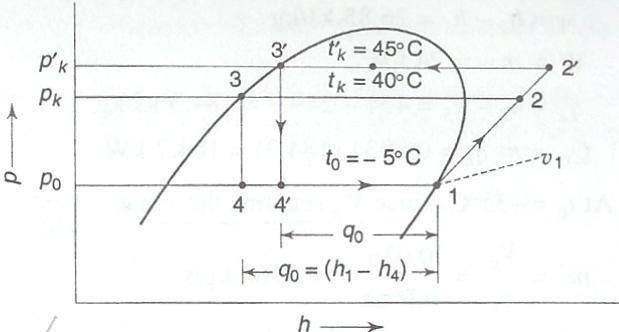 3'
t'k = 45°C
p'k
2'
3
tk = 40°C
pk
2
p
t0 = – 5°C
v1
p0
1
4
4'
q0
q0 = (h1 – h4)
h